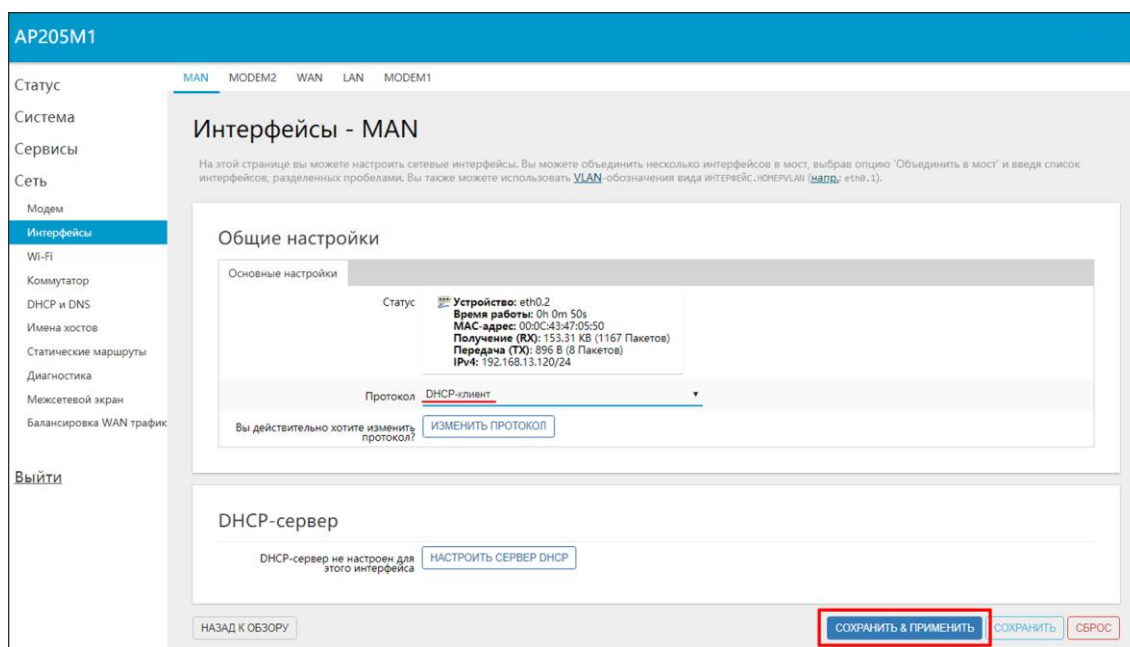 AP205M1
Статус
Система
Сервисы
Сеть
Модем
Интерфейсы
Wi-Fi
Коммутатор
DHCP и DNS
Имена хостов
Статические маршруты
Диагностика
Межсетевой экран
Балансировка WAN трафик
Выйти
MAN MODEM2 WAN LAN MODEM1
Интерфейсы - MAN
На этой странице вы можете настроить сетевые интерфейсы. Вы можете объединить несколько интерфейсов в мост, выбрав опцию 'Объединить в мост' и введя список
интерфейсов, разделенных пробелами. Вы также можете использовать VLAN-обозначения вида ИНТЕРФЕЙС.НОМЕРVLAN (напр.: eth0.1).
Общие настройки
Основные настройки
Статус
Устройство: eth0.2
Время работы: 0h 0m 50s
MAC-адрес: 00:0C:43:47:05:50
Получение (RX): 153.31 KB (1167 Пакетов)
Передача (TX): 896 B (8 Пакетов)
IPv4: 192.168.13.120/24
Протокол DHCP-клиент
Вы действительно хотите изменить
протокол?
ИЗМЕНИТЬ ПРОТОКОЛ
DHCP-сервер
DHCP-сервер не настроен для
этого интерфейса
НАСТРОИТЬ СЕРВЕР DHCP
НАЗАД К ОБЗОРУ
СОХРАНИТЬ & ПРИМЕНИТЬ СОХРАНИТЬ СБРОС